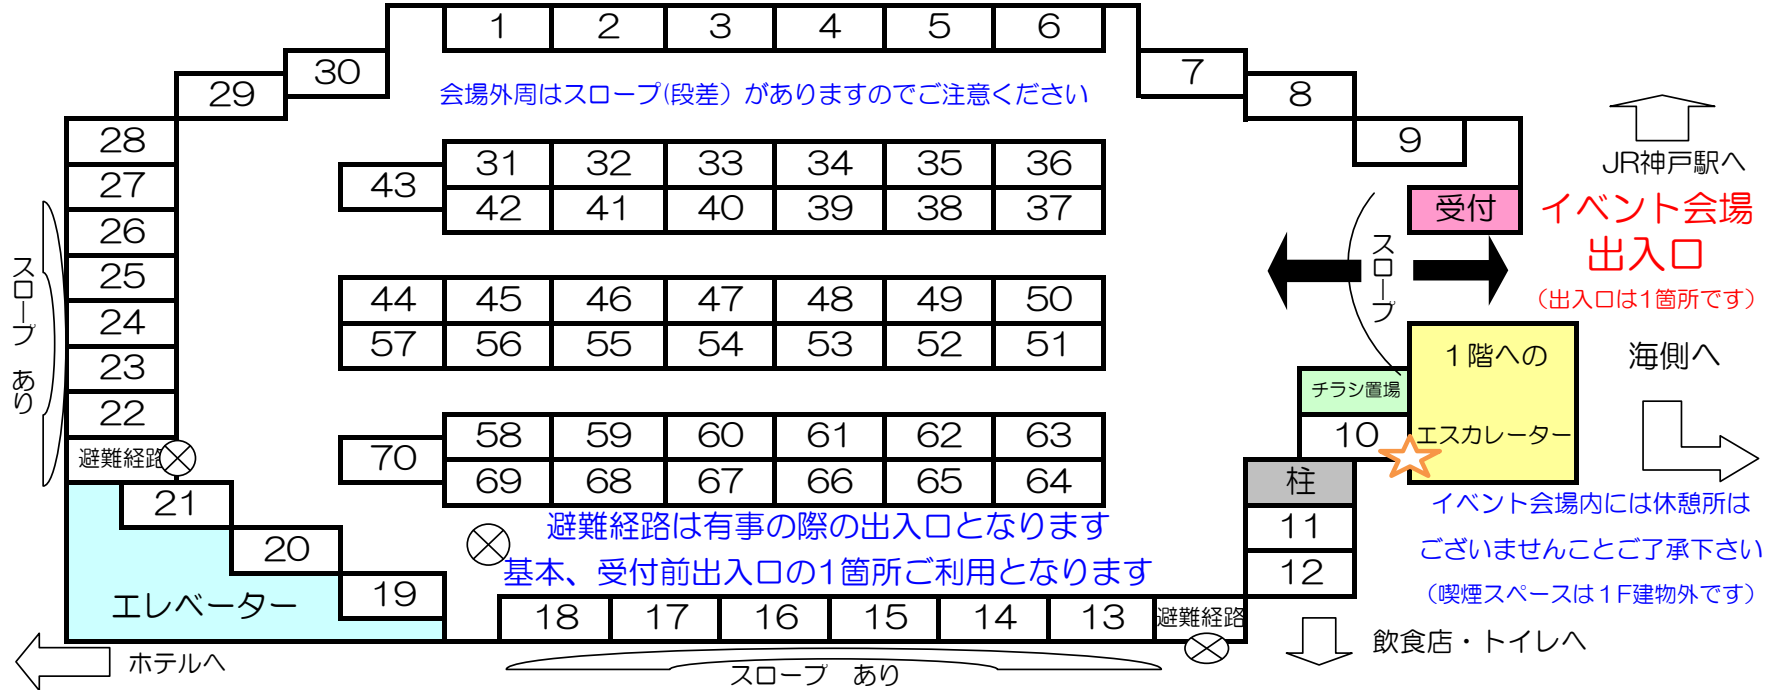 1 2 3 4 5 6
30 7
29 8
会場外周はスロープ(段差）がありますのでご注意ください
28 9
27
26
25
24
23
22
避難経路
スロープ あり
43
31 32 33 34 35 36
42 41 40 39 38 37
44 45 46 47 48 49 50
57 56 55 54 53 52 51
70
58 59 60 61 62 63
69 68 67 66 65 64
JR神戸駅へ
受付
イベント会場
出入口
（出入口は1箇所です）
スロープ
1階への
エスカレーター
海側へ
チラシ置場
10
柱
11
12
21
20
19
エレベーター
避難経路は有事の際の出入口となります
基本、受付前出入口の1箇所ご利用となります
イベント会場内には休憩所は
ございませんことご了承下さい
（喫煙スペースは1F建物外です）
18 17 16 15 14 13
避難経路
ホテルへ
スロープ あり
飲食店・トイレへ